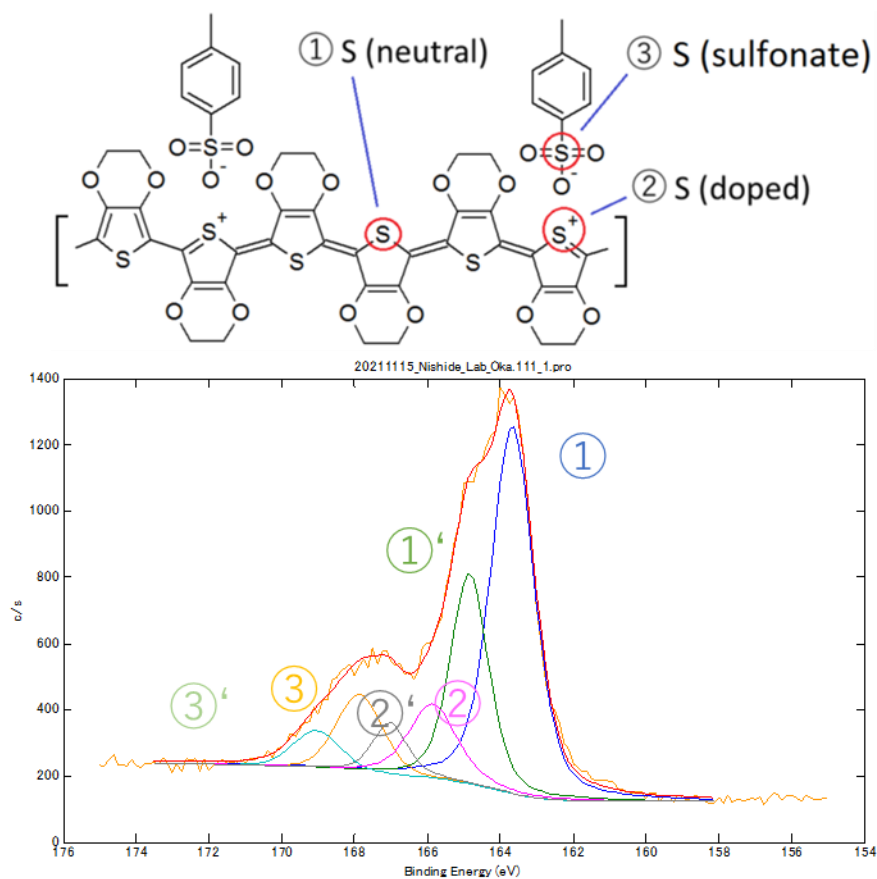 ① S (neutral)
③ S (sulfonate)
② S (doped)
O=S=O
O-
O=S=O
O-
O O
O O
O O
S+
S
S
S
S
S+
O O
O O
O O
20211115_Nishide_Lab_Oka.111_1.pro
1400
1200
1000
800
600
400
200
0
c/s
①
①‘
③‘
③
②‘
②
176 174 172 170 168 166 164 162 160 158 156 154
Binding Energy (eV)